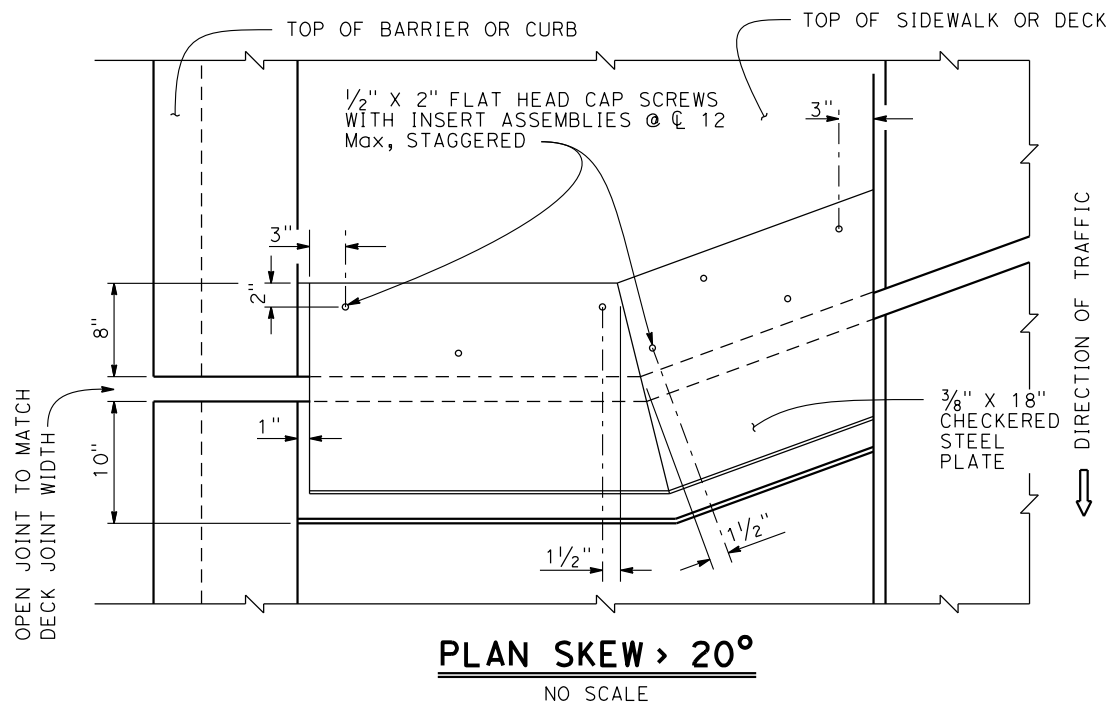 TOP OF BARRIER OR CURB
TOP OF SIDEWALK OR DECK
½" X 2" FLAT HEAD CAP SCREWS
WITH INSERT ASSEMBLIES @ ℄ 12
Max, STAGGERED
3"
3"
2"
8"
1"
10"
OPEN JOINT TO MATCH
DECK JOINT WIDTH
⅜" X 18"
CHECKERED
STEEL
PLATE
DIRECTION OF TRAFFIC
1½"
1½"
PLAN SKEW > 20°
NO SCALE